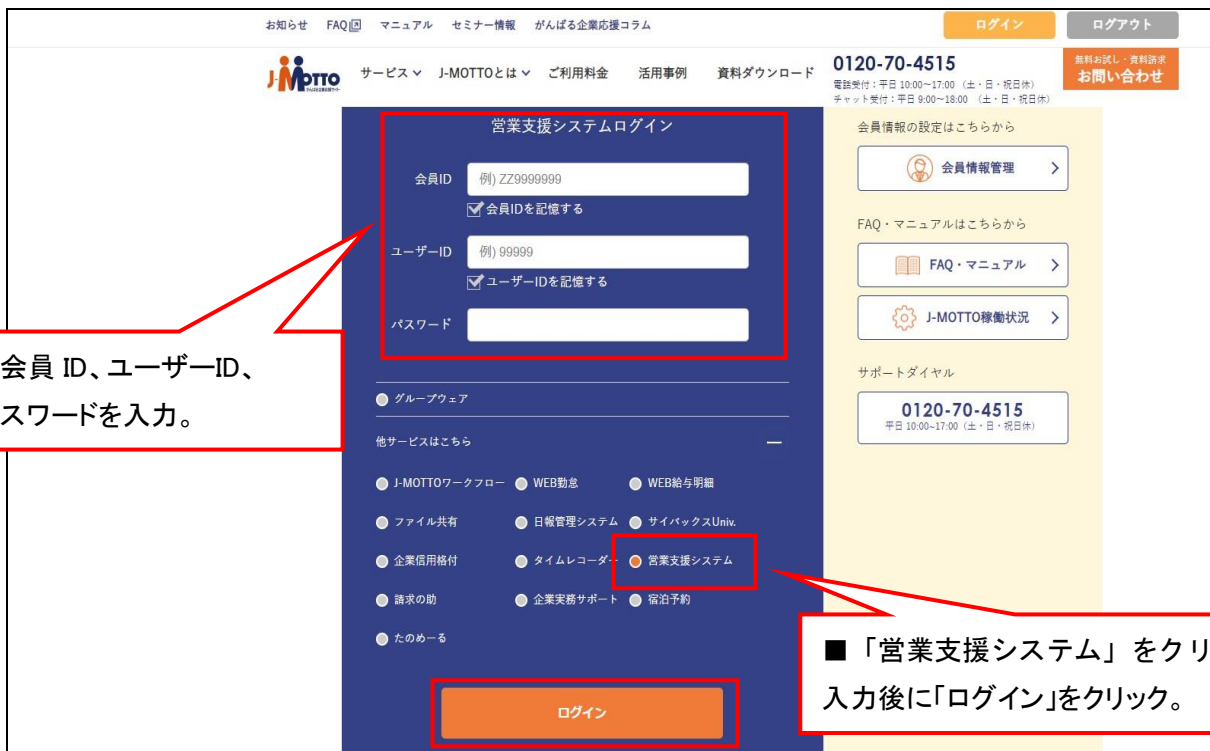 お知らせ FAQ マニュアル セミナー情報 がんばる企業応援コラム ログイン ログアウト
J-MOTTO サービス J-MOTTOとは ご利用料金 活用事例 資料ダウンロード
0120-70-4515
電話受付：平日 10:00~17:00 （土・日・祝日休）
チャット受付：平日 9:00~18:00 （土・日・祝日休）
無料お試し・資料請求
お問い合わせ
営業支援システムログイン
会員ID 例) ZZ9999999
会員IDを記憶する
ユーザーID 例) 99999
ユーザーIDを記憶する
パスワード
会員 ID、ユーザーID、
スワードを入力。
グループウェア
他サービスはこちら
J-MOTTOワークフロー WEB勤怠 WEB給与明細
ファイル共有 日報管理システム サイバックスUniv.
企業信用格付 タイムレコーダー 営業支援システム
請求の助 企業実務サポート 宿泊予約
たのめーる
ログイン
会員情報の設定はこちらから
会員情報管理
FAQ・マニュアルはこちらから
FAQ・マニュアル
J-MOTTO稼働状況
サポートダイヤル
0120-70-4515
平日 10:00~17:00（土・日・祝日休）
■「営業支援システム」をクリ
入力後に「ログイン」をクリック。